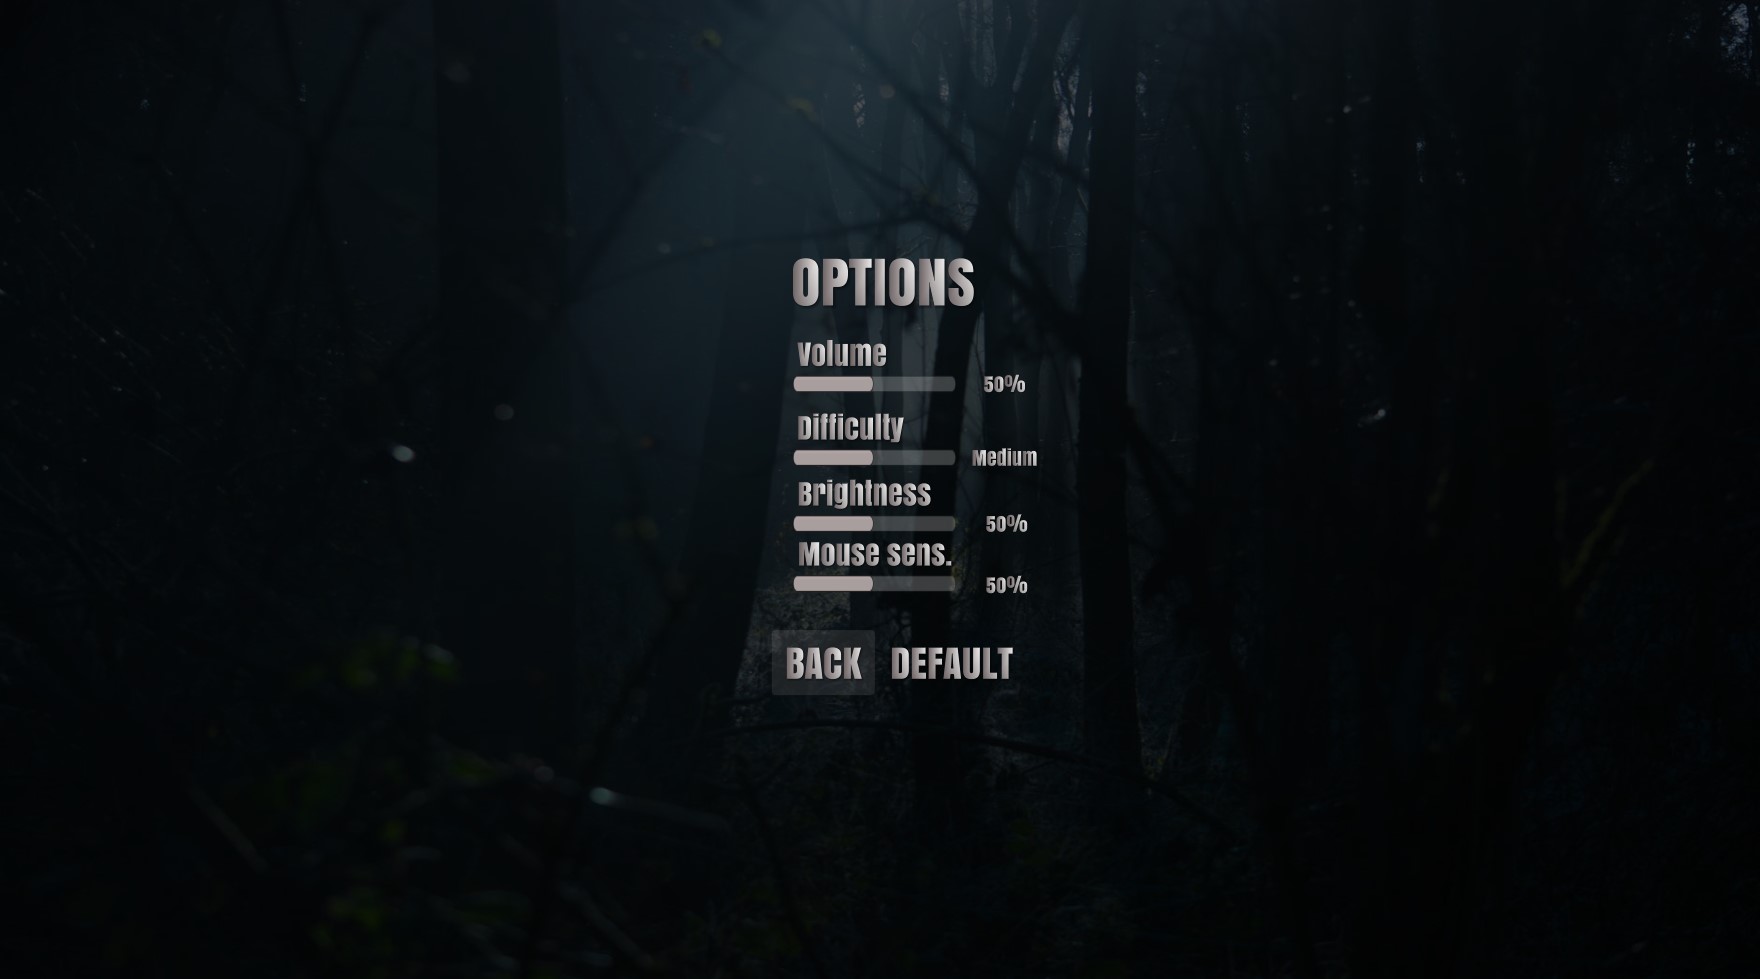 OPTIONS
Volume
50%
Difficulty
Medium
Brightness
50%
Mouse sens.
50%
BACK DEFAULT